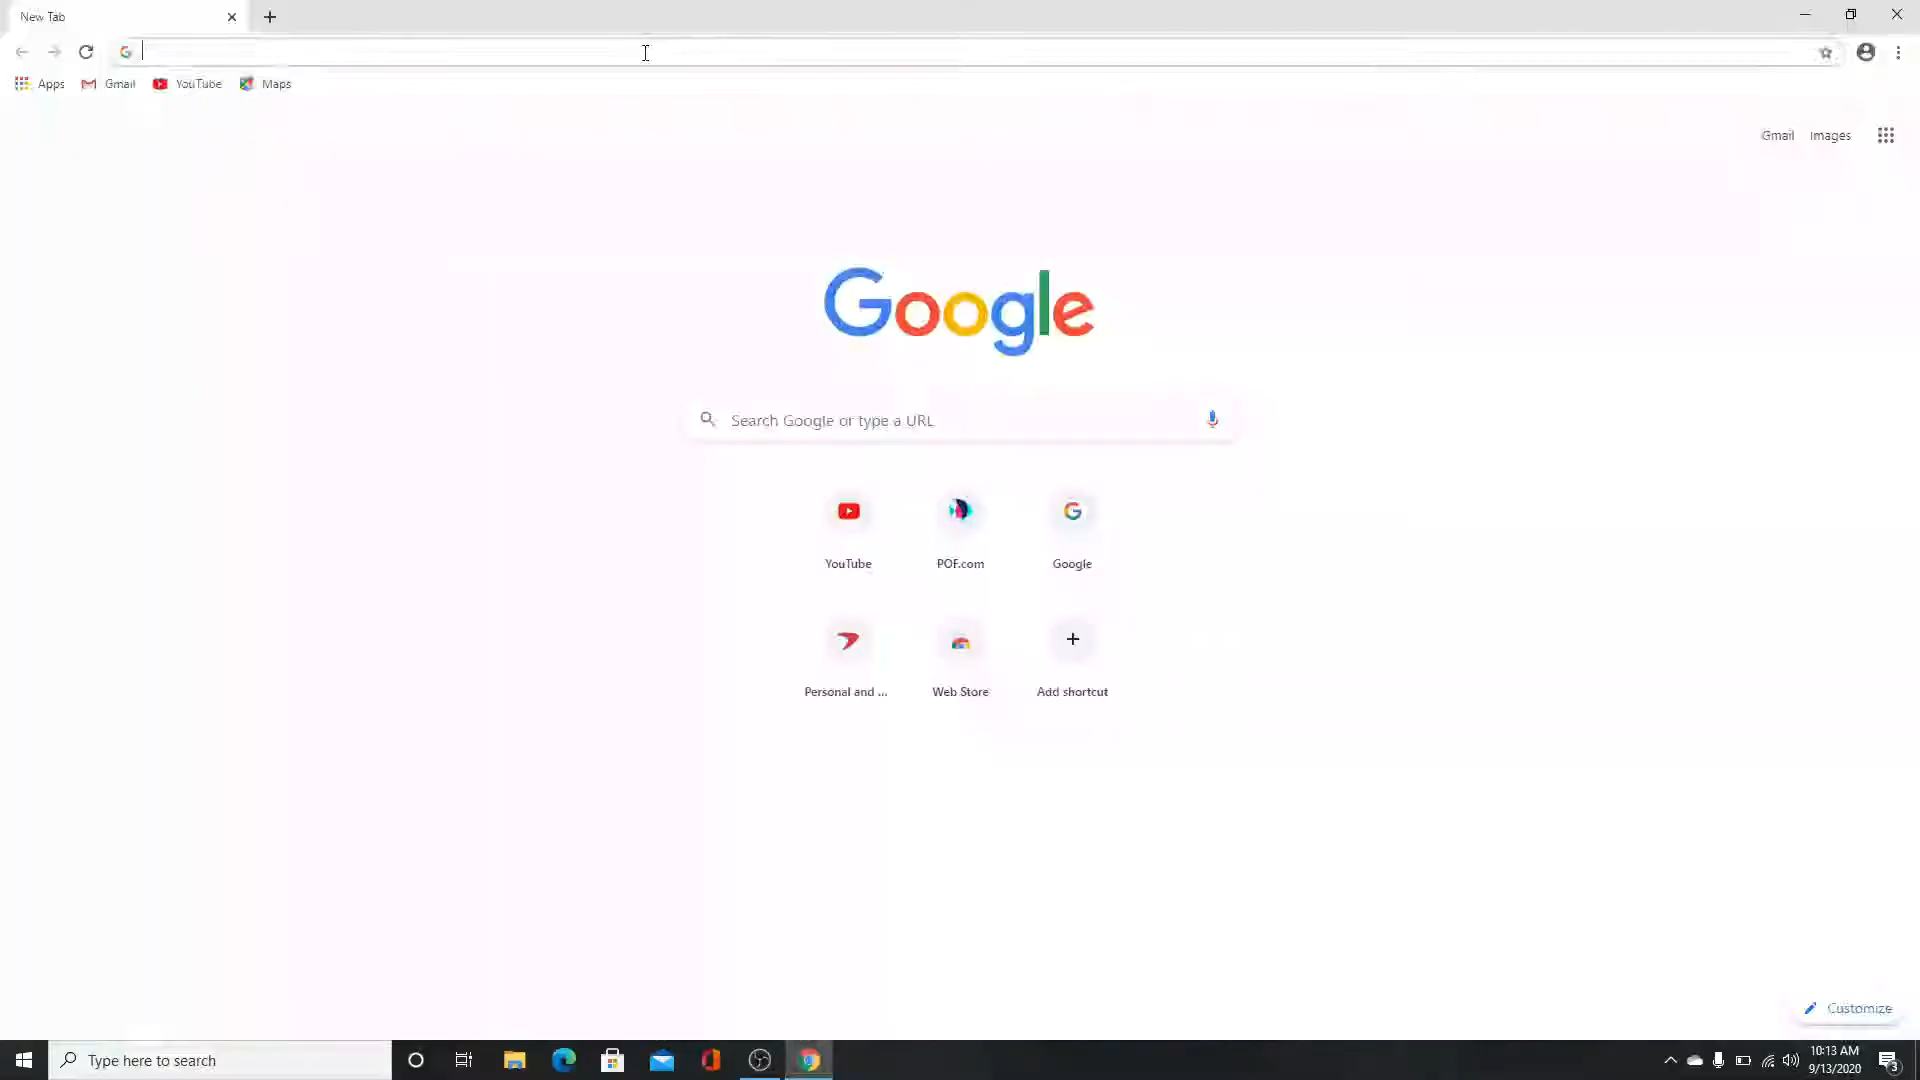 New Tab
Apps Gmail YouTube Maps
Gmail Images
Google
Search Google or type a URL
YouTube POF.com Google
Personal and ... Web Store Add shortcut
Customize
Type here to search
10:13 AM
9/13/2020
3